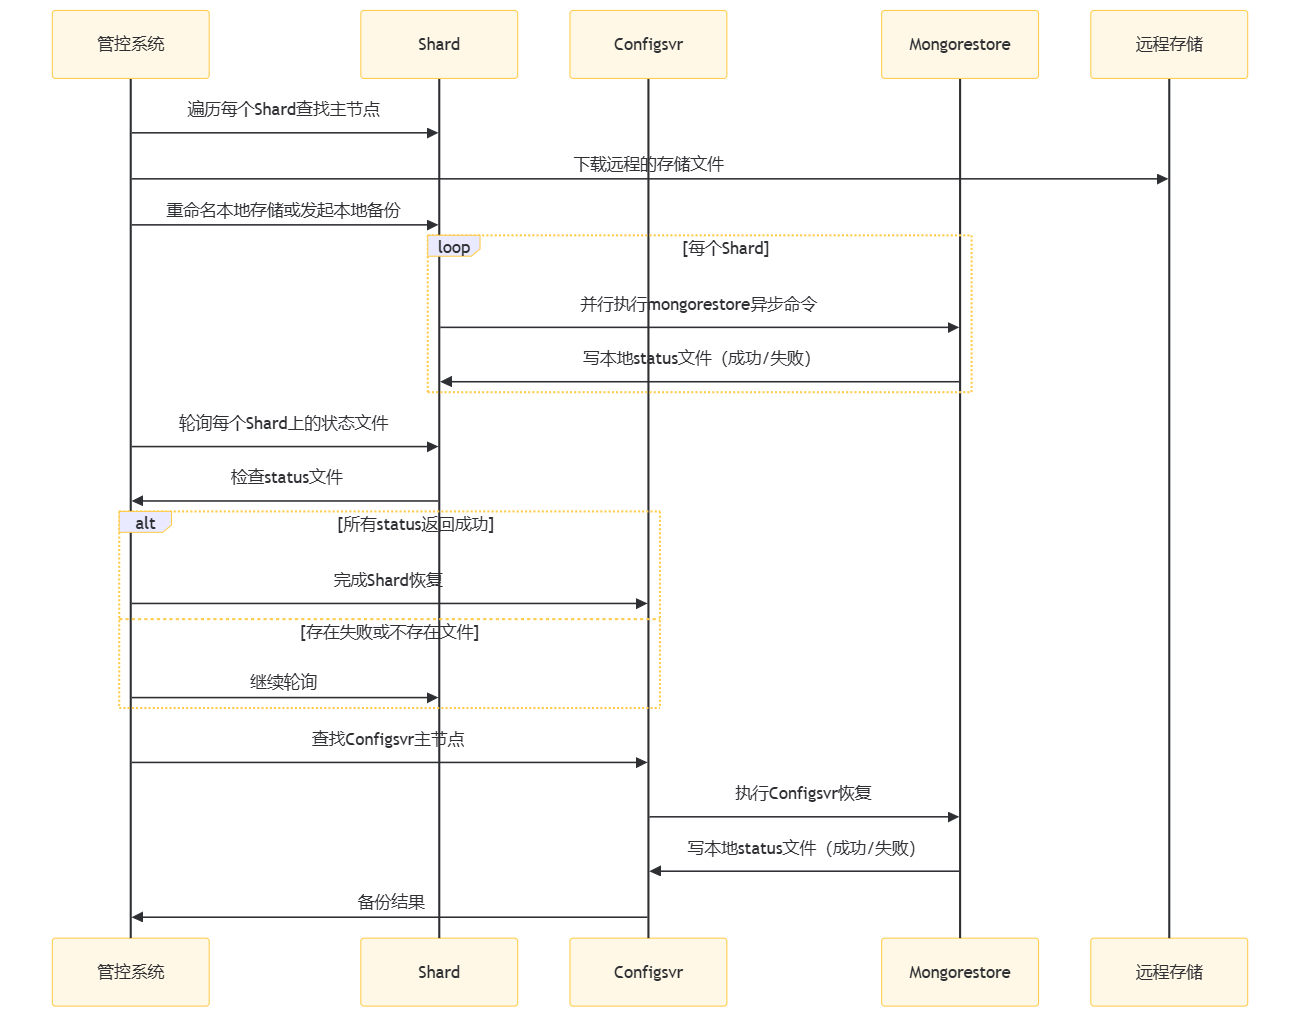 管控系统
Shard
Configsvr
Mongorestore
远程存储
遍历每个Shard查找主节点
下载远程的存储文件
重命名本地存储或发起本地备份
loop
[每个Shard]
并行执行mongorestore异步命令
写本地status文件（成功/失败）
轮询每个Shard上的状态文件
检查status文件
alt
[所有status返回成功]
完成Shard恢复
[存在失败或不存在文件]
继续轮询
查找Configsvr主节点
执行Configsvr恢复
写本地status文件（成功/失败）
备份结果
管控系统
Shard
Configsvr
Mongorestore
远程存储